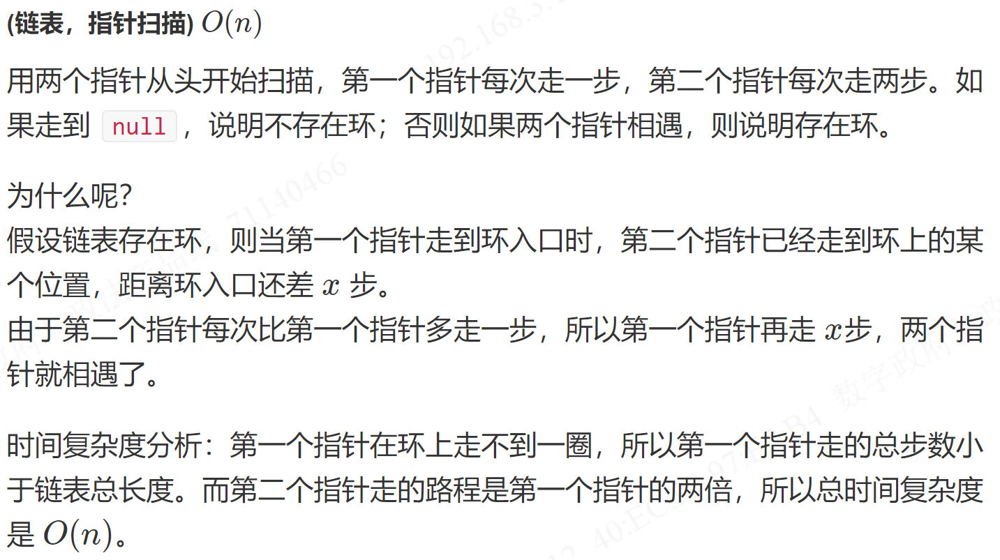 (链表，指针扫描) O(n)
用两个指针从头开始扫描，第一个指针每次走一步，第二个指针每次走两步。如
果走到 null ，说明不存在环；否则如果两个指针相遇，则说明存在环。
为什么呢？
假设链表存在环，则当第一个指针走到环入口时，第二个指针已经走到环上的某
个位置，距离环入口还差 x 步。
由于第二个指针每次比第一个指针多走一步，所以第一个指针再走 x步，两个指
针就相遇了。
时间复杂度分析：第一个指针在环上走不到一圈，所以第一个指针走的总步数小
于链表总长度。而第二个指针走的路程是第一个指针的两倍，所以总时间复杂度
是 O(n)。
192.168.3.1
71140466
数字政府